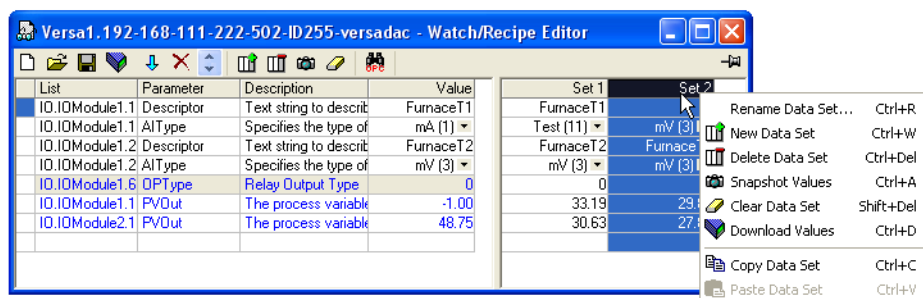 Versa1.192-168-111-222-502-ID255-versadac - Watch/Recipe Editor
OPC
List Parameter Description Value Set 1 Set 2
IO.IOModule1.1 Descriptor Text string to describ FurnaceT1 FurnaceT1
IO.IOModule1.1 AIType Specifies the type of mA (1) Test (11) mV (3)
IO.IOModule1.2 Descriptor Text string to describ FurnaceT2 FurnaceT2 Furnace
IO.IOModule1.2 AIType Specifies the type of mV (3) mV (3) mV (3)
IO.IOModule1.6 OPType Relay Output Type 0 0
IO.IOModule1.1 PVOut The process variable -1.00 33.19 29.
IO.IOModule2.1 PVOut The process variable 48.75 30.63 27.
Rename Data Set... Ctrl+R
New Data Set Ctrl+W
Delete Data Set Ctrl+Del
Snapshot Values Ctrl+A
Clear Data Set Shift+Del
Download Values Ctrl+D
Copy Data Set Ctrl+C
Paste Data Set Ctrl+V